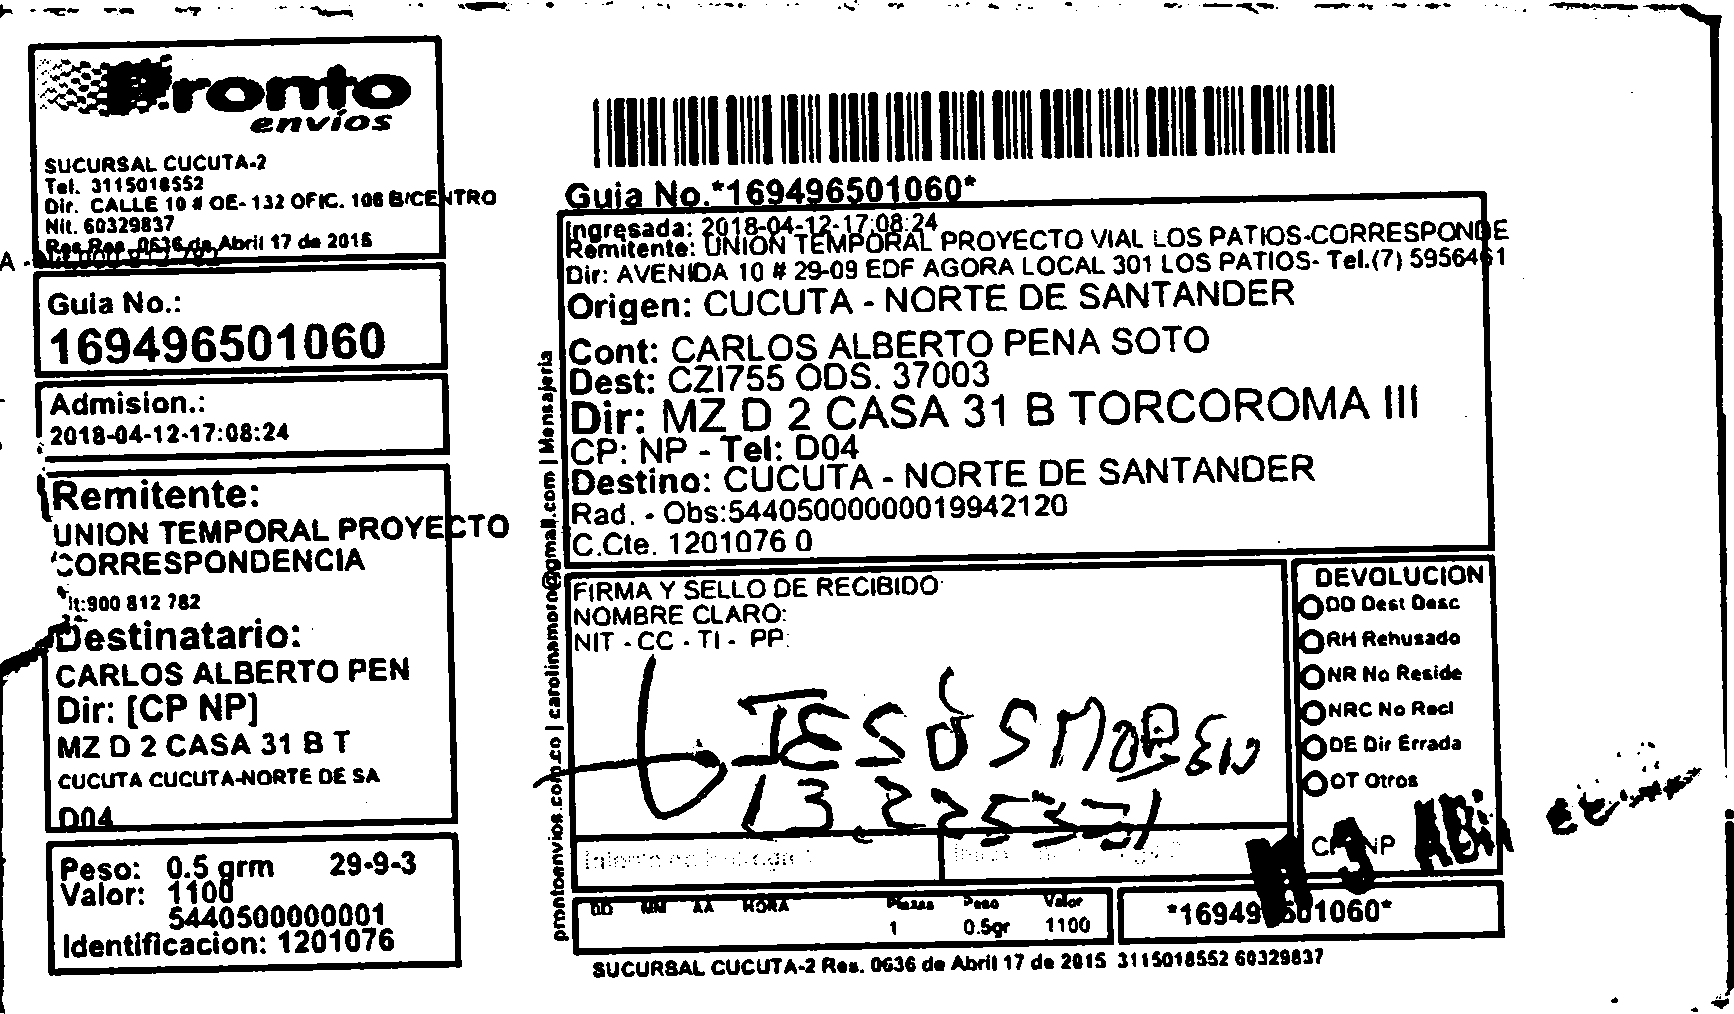 Pronto
envíos
SUCURSAL CUCUTA-2
Tel. 3115018552
Dir. CALLE 10 # OE- 132 OFIC. 106 B/CENTRO
Nit. 60329837
Res Res. 0636 de Abril 17 de 2015
Guia No.:
169496501060
Admision.:
2018-04-12-17:08:24
Remitente:
UNION TEMPORAL PROYECTO
CORRESPONDENCIA
it:900 812 782
Destinatario:
CARLOS ALBERTO PEN
Dir: [CP NP]
MZ D 2 CASA 31 B T
CUCUTA CUCUTA-NORTE DE SA
D04
Peso: 0.5 grm 29-9-3
Valor: 1100
5440500000001
Identificacion: 1201076
prontoenvios.com.co | carolinamoro@gmail.com | Mensajeria
Guia No.*169496501060*
Ingresada: 2018-04-12-17:08:24
Remitente: UNION TEMPORAL PROYECTO VIAL LOS PATIOS-CORRESPONDE
Dir: AVENIDA 10 # 29-09 EDF AGORA LOCAL 301 LOS PATIOS- Tel.(7) 5956461
Origen: CUCUTA - NORTE DE SANTANDER
Cont: CARLOS ALBERTO PENA SOTO
Dest: CZI755 ODS. 37003
Dir: MZ D 2 CASA 31 B TORCOROMA III
CP: NP - Tel: D04
Destino: CUCUTA - NORTE DE SANTANDER
Rad. - Obs:54405000000019942120
C.Cte. 1201076 0
FIRMA Y SELLO DE RECIBIDO
NOMBRE CLARO:
NIT - CC - TI - PP:
JESÚS MOREN
13.225321
DEVOLUCION
DD Dest Desc
RH Rehusado
NR No Reside
NRC No Recl
DE Dir Errada
OT Otros
NP
13 ABR
DD MM AA HORA Piezas Peso Valor
1 0.5gr 1100
*169496501060*
SUCURSAL CUCUTA-2 Res. 0636 de Abril 17 de 2015 3115018552 60329837